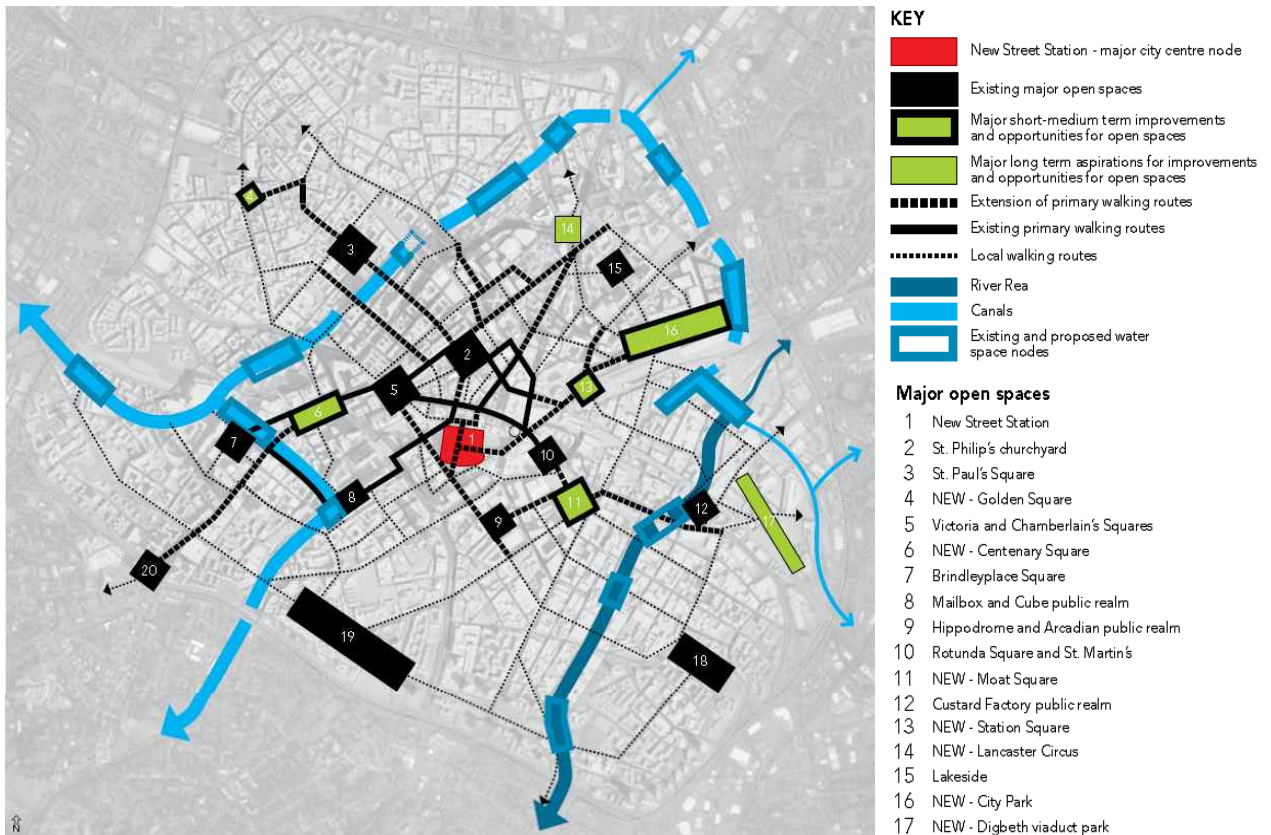 KEY
New Street Station - major city centre node
Existing major open spaces
Major short-medium term improvements
and opportunities for open spaces
Major long term aspirations for improvements
and opportunities for open spaces
Extension of primary walking routes
Existing primary walking routes
Local walking routes
River Rea
Canals
Existing and proposed water
space nodes
Major open spaces
1 New Street Station
2 St. Philip's churchyard
3 St. Paul's Square
4 NEW - Golden Square
5 Victoria and Chamberlain's Squares
6 NEW - Centenary Square
7 Brindleyplace Square
8 Mailbox and Cube public realm
9 Hippodrome and Arcadian public realm
10 Rotunda Square and St. Martin's
11 NEW - Moat Square
12 Custard Factory public realm
13 NEW - Station Square
14 NEW - Lancaster Circus
15 Lakeside
16 NEW - City Park
17 NEW - Digbeth viaduct park
4
14
3
15
16
2
5
13
6
7
1
10
8
11
9
12
17
20
19
18
N